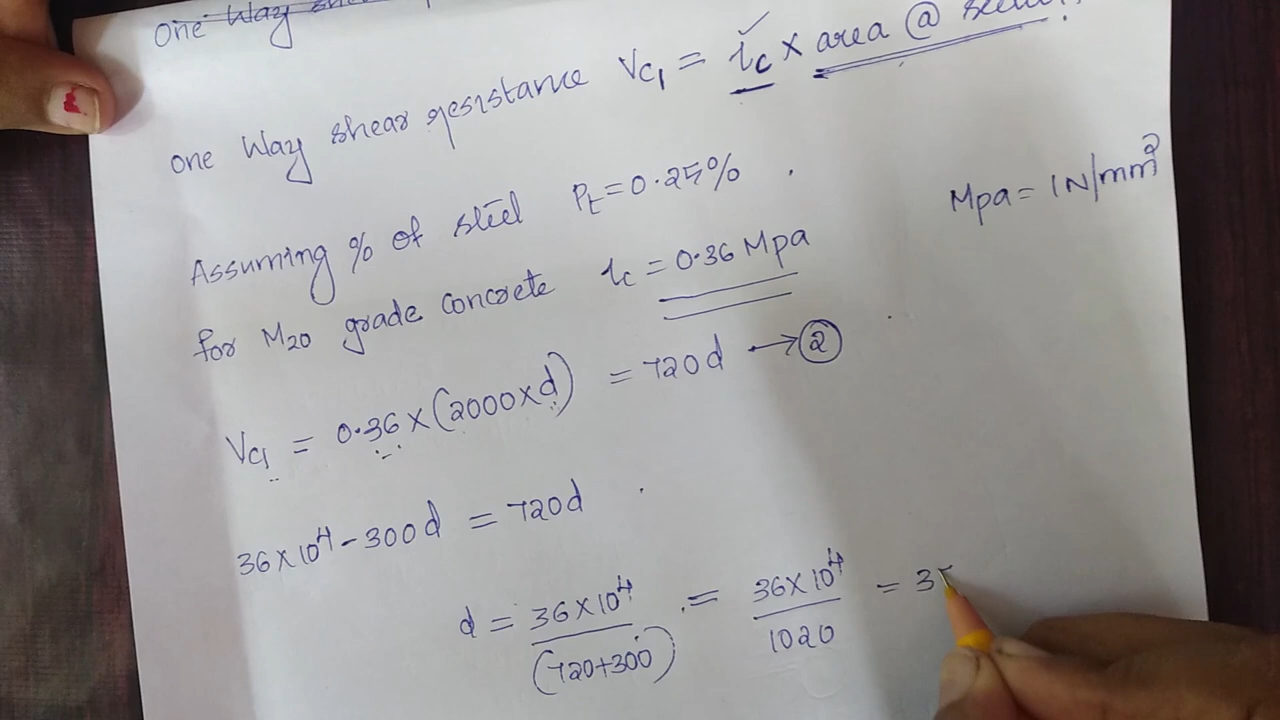 One Way shear
One Way shear resistance Vc1 = τc × area @
Assuming % of steel Pt = 0.25% .
Mpa = 1N/mm²
for M20 grade concrete τc = 0.36 Mpa
Vc1 = 0.36 × (2000×d) = 720d → ②
36×10⁴ - 300d = 720d
d = 36×10⁴/(720+300) = 36×10⁴/1020 = 35